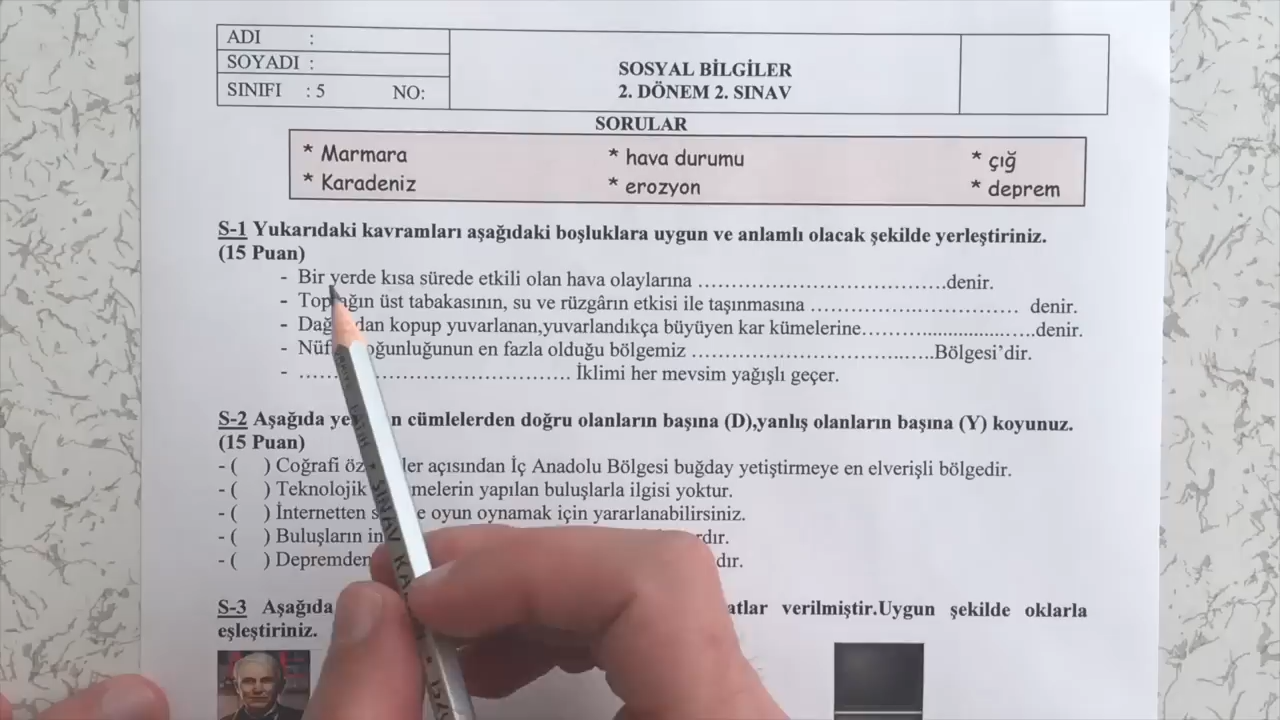 ADI :
SOYADI :
SINIFI : 5 NO:
SOSYAL BİLGİLER
2. DÖNEM 2. SINAV
SORULAR
* Marmara * hava durumu * çığ
* Karadeniz * erozyon * deprem
S-1 Yukarıdaki kavramları aşağıdaki boşluklara uygun ve anlamlı olacak şekilde yerleştiriniz.
(15 Puan)
- Bir yerde kısa sürede etkili olan hava olaylarına ……………………………denir.
- Toprağın üst tabakasının, su ve rüzgârın etkisi ile taşınmasına ………………………… denir.
- Dağ dan kopup yuvarlanan,yuvarlandıkça büyüyen kar kümelerine……..................…..denir.
- Nüf oğunluğunun en fazla olduğu bölgemiz …………………………..…Bölgesi’dir.
- ………………………………… İklimi her mevsim yağışlı geçer.
S-2 Aşağıda ye n cümlelerden doğru olanların başına (D),yanlış olanların başına (Y) koyunuz.
(15 Puan)
- ( ) Coğrafi öz ler açısından İç Anadolu Bölgesi buğday yetiştirmeye en elverişli bölgedir.
- ( ) Teknolojik melerin yapılan buluşlarla ilgisi yoktur.
- ( ) İnternetten s e oyun oynamak için yararlanabilirsiniz.
- ( ) Buluşların in rdır.
- ( ) Depremden dır.
S-3 Aşağıda atlar verilmiştir.Uygun şekilde oklarla
eşleştiriniz.
SINAV KA